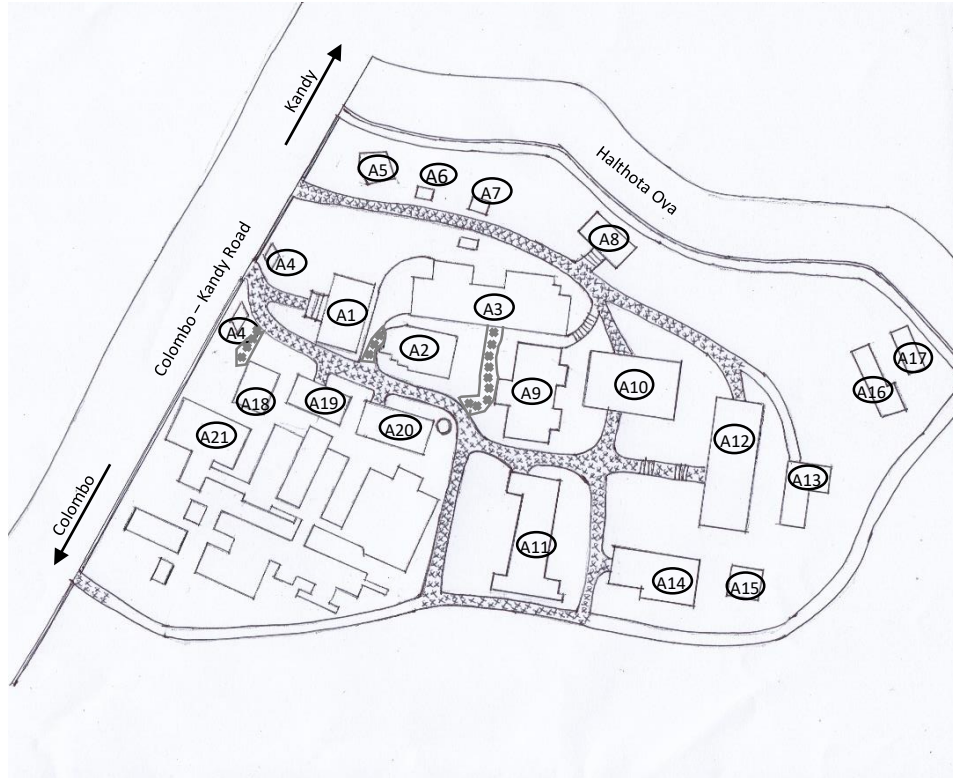 Kandy
Halthota Oya
Colombo – Kandy Road
Colombo
A5
A6
A7
A8
A4
A1
A3
A4
A2
A17
A16
A10
A9
A18
A19
A20
A21
A12
A13
A11
A14
A15